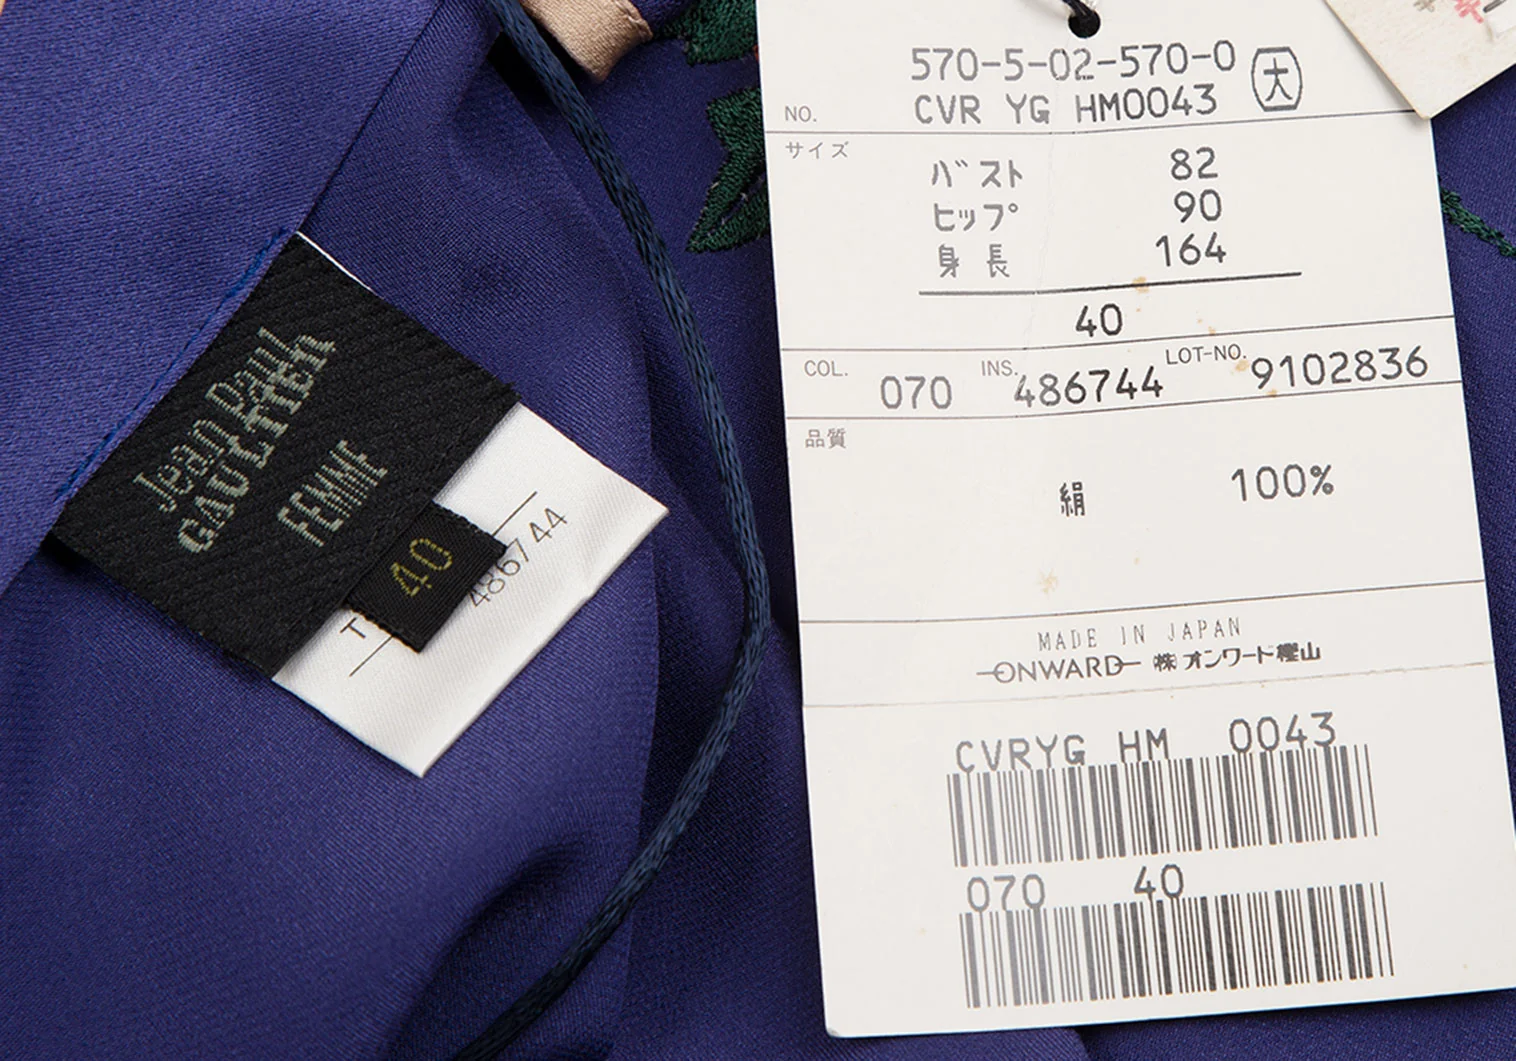 Jean Paul
GAULTIER
FEMME
40
486744
570-5-02-570-0
大
NO.
CVR YG HM0043
サイズ
バスト 82
ヒップ 90
身長 164
40
COL. 070 INS. 486744 LOT-NO. 9102836
品質
絹 100%
MADE IN JAPAN
ONWARD ㈱オンワード樫山
CVRYG HM 0043
070 40